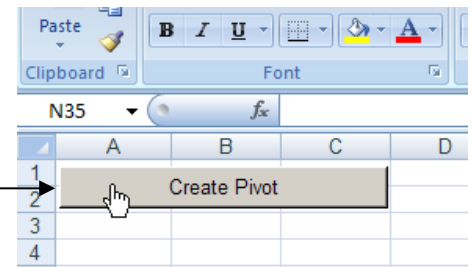 Paste
B I U A
Clipboard Font
N35 fx
A B C D
1
Create Pivot
2
3
4